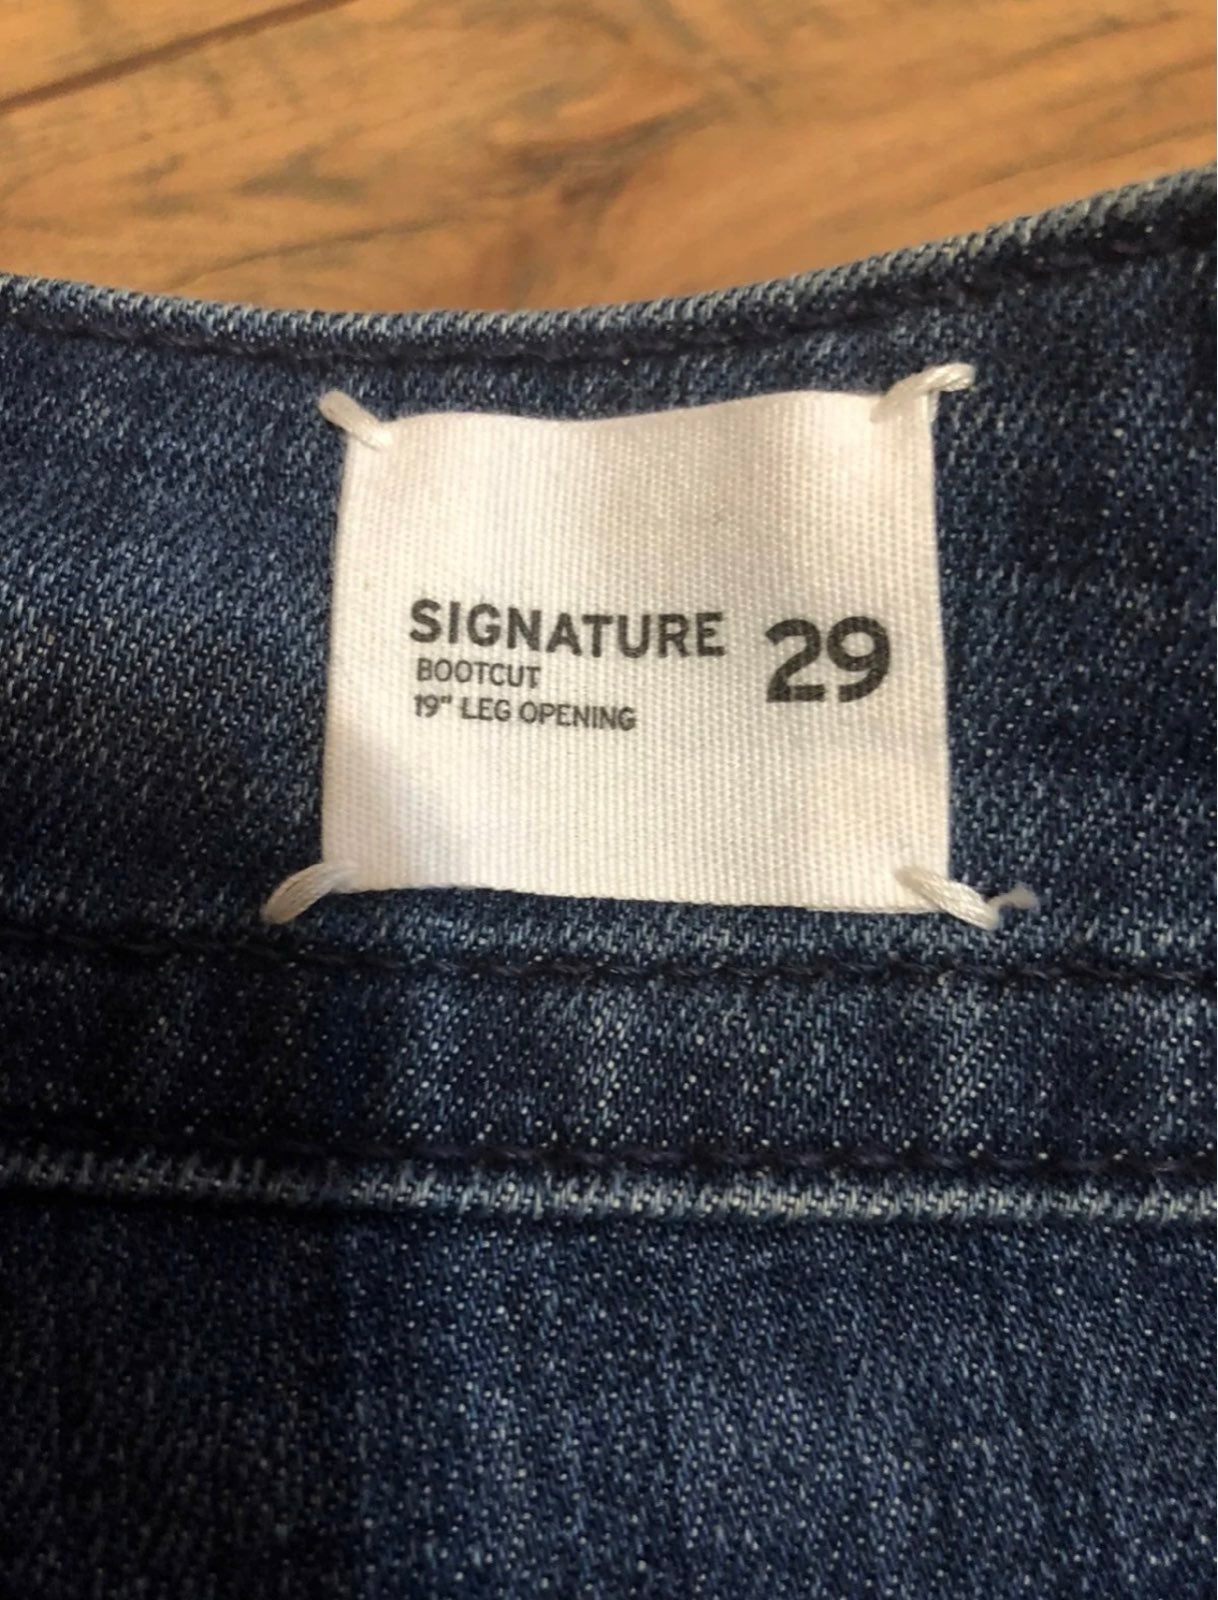 SIGNATURE 29
BOOTCUT
19" LEG OPENING